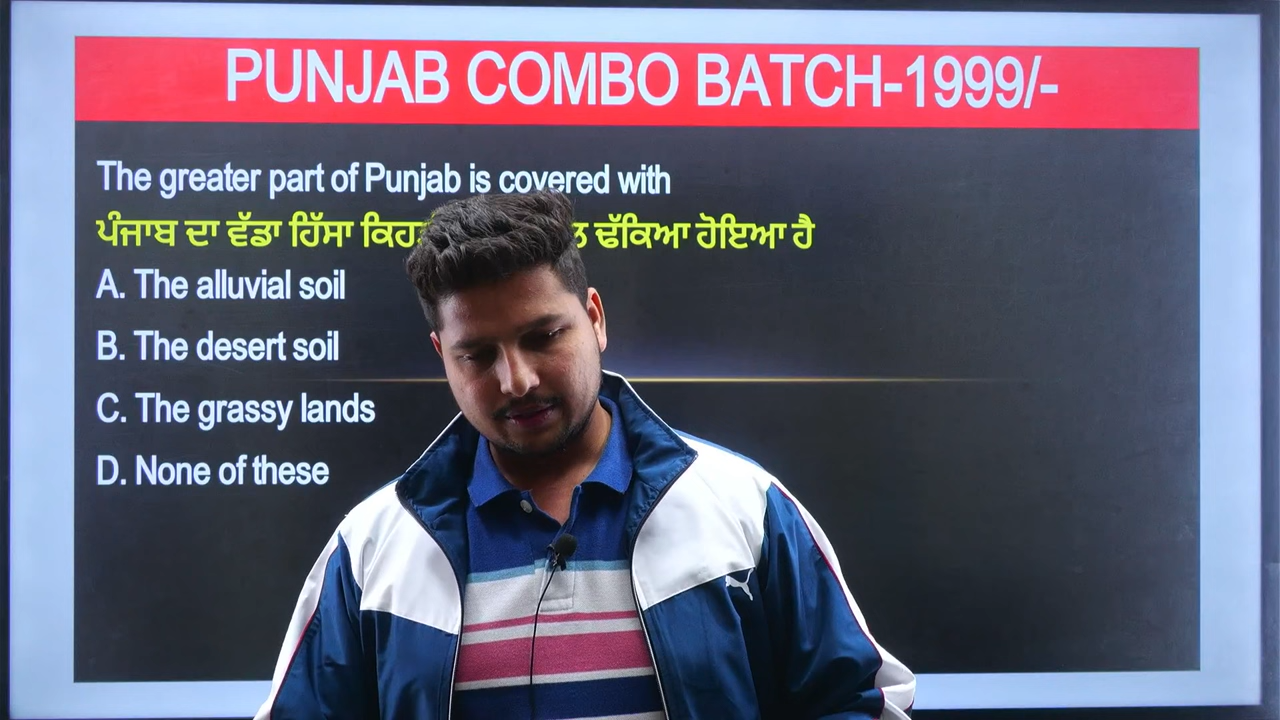 PUNJAB COMBO BATCH-1999/-
The greater part of Punjab is covered with
ਪੰਜਾਬ ਦਾ ਵੱਡਾ ਹਿੱਸਾ ਢੱਕਿਆ ਹੋਇਆ ਹੈ
A. The alluvial soil
B. The desert soil
C. The grassy lands
D. None of these